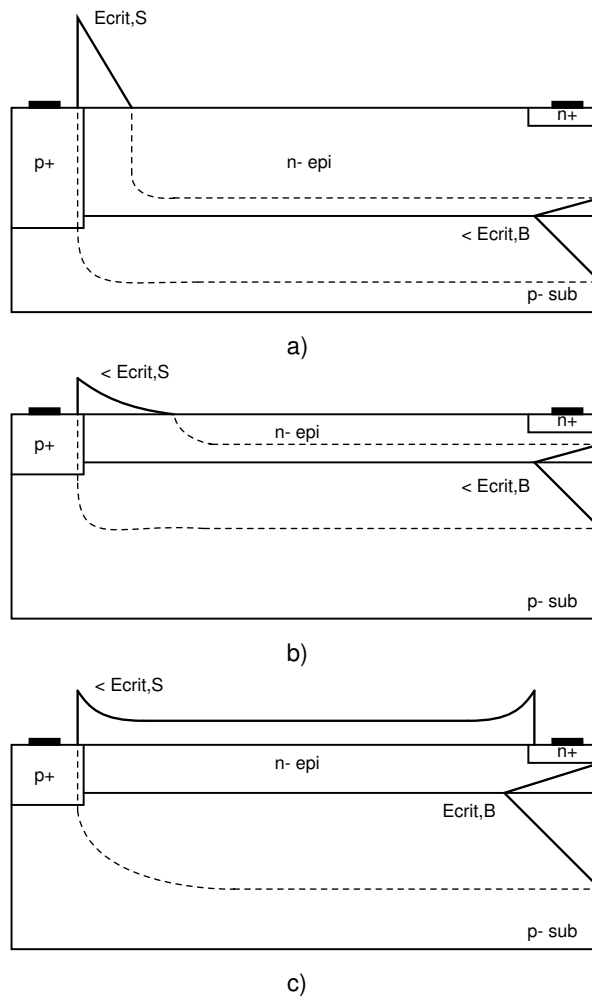 Ecrit,S
n+
p+
n- epi
< Ecrit,B
p- sub
a)
< Ecrit,S
n+
n- epi
p+
< Ecrit,B
p- sub
b)
< Ecrit,S
n+
n- epi
p+
Ecrit,B
p- sub
c)